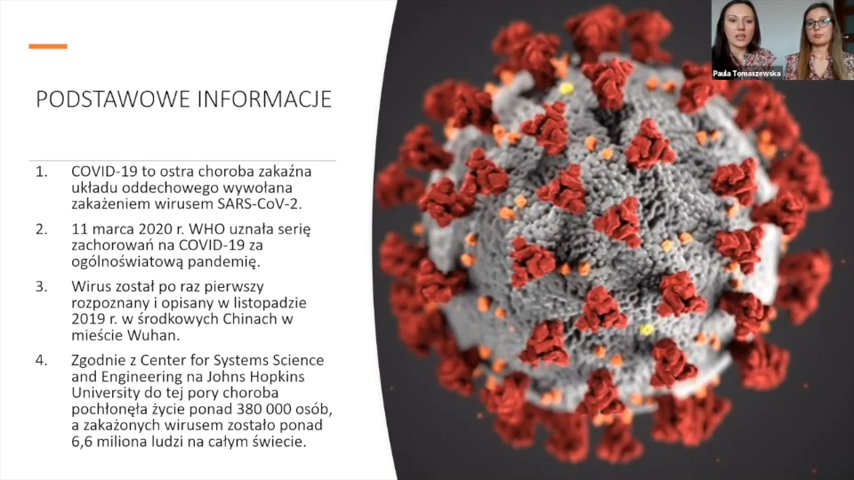 Paula Tomaszewska
PODSTAWOWE INFORMACJE
1. COVID-19 to ostra choroba zakaźna
układu oddechowego wywołana
zakażeniem wirusem SARS-CoV-2.
2. 11 marca 2020 r. WHO uznała serię
zachorowań na COVID-19 za
ogólnoświatową pandemię.
3. Wirus został po raz pierwszy
rozpoznany i opisany w listopadzie
2019 r. w środkowych Chinach w
mieście Wuhan.
4. Zgodnie z Center for Systems Science
and Engineering na Johns Hopkins
University do tej pory choroba
pochłonęła życie ponad 380 000 osób,
a zakażonych wirusem zostało ponad
6,6 miliona ludzi na całym świecie.